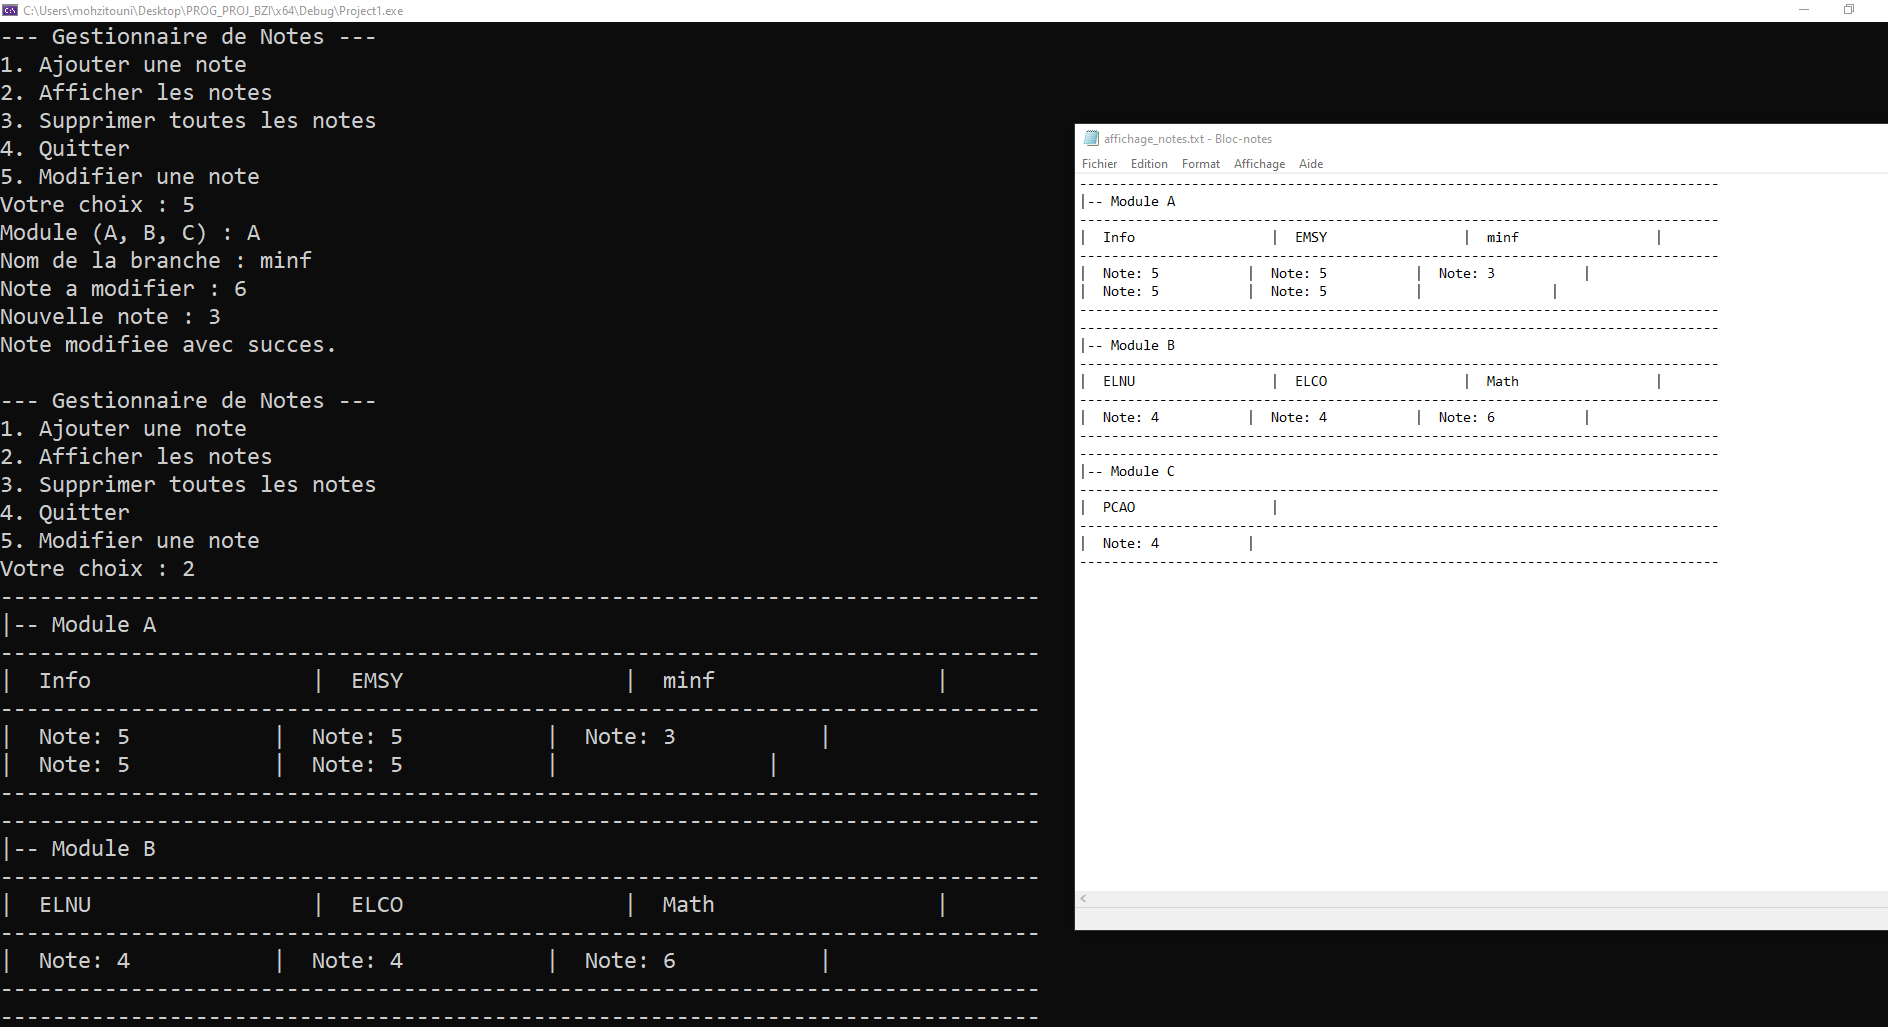 C:\Users\mohzitouni\Desktop\PROG_PROJ_BZI\x64\Debug\Project1.exe
--- Gestionnaire de Notes ---
1. Ajouter une note
2. Afficher les notes
3. Supprimer toutes les notes
4. Quitter
5. Modifier une note
Votre choix : 5
Module (A, B, C) : A
Nom de la branche : minf
Note a modifier : 6
Nouvelle note : 3
Note modifiee avec succes.
--- Gestionnaire de Notes ---
1. Ajouter une note
2. Afficher les notes
3. Supprimer toutes les notes
4. Quitter
5. Modifier une note
Votre choix : 2
--------------------------------------------------------------------------------
|-- Module A
--------------------------------------------------------------------------------
|  Info                 |  EMSY                 |  minf                 |
--------------------------------------------------------------------------------
|  Note: 5           |  Note: 5           |  Note: 3           |
|  Note: 5           |  Note: 5           |                |
--------------------------------------------------------------------------------
--------------------------------------------------------------------------------
|-- Module B
--------------------------------------------------------------------------------
|  ELNU                 |  ELCO                 |  Math                 |
--------------------------------------------------------------------------------
|  Note: 4           |  Note: 4           |  Note: 6           |
--------------------------------------------------------------------------------
--------------------------------------------------------------------------------
affichage_notes.txt - Bloc-notes
Fichier Edition Format Affichage Aide
--------------------------------------------------------------------------------
|-- Module A
--------------------------------------------------------------------------------
|  Info                 |  EMSY                 |  minf                 |
--------------------------------------------------------------------------------
|  Note: 5           |  Note: 5           |  Note: 3           |
|  Note: 5           |  Note: 5           |                |
--------------------------------------------------------------------------------
--------------------------------------------------------------------------------
|-- Module B
--------------------------------------------------------------------------------
|  ELNU                 |  ELCO                 |  Math                 |
--------------------------------------------------------------------------------
|  Note: 4           |  Note: 4           |  Note: 6           |
--------------------------------------------------------------------------------
--------------------------------------------------------------------------------
|-- Module C
--------------------------------------------------------------------------------
|  PCAO                 |
--------------------------------------------------------------------------------
|  Note: 4           |
--------------------------------------------------------------------------------